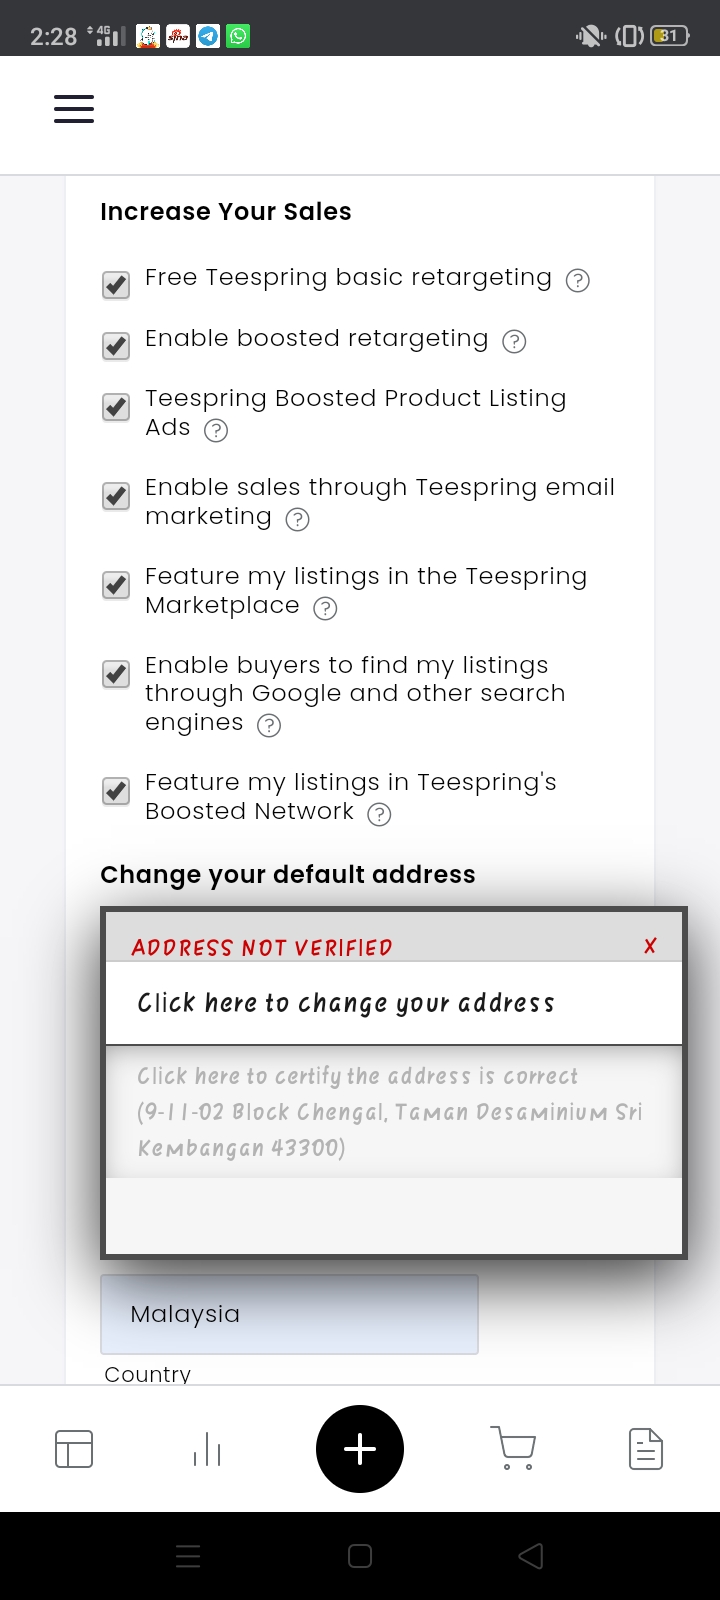 2:28 4G 31
Increase Your Sales
Free Teespring basic retargeting ?
Enable boosted retargeting ?
Teespring Boosted Product Listing
Ads ?
Enable sales through Teespring email
marketing ?
Feature my listings in the Teespring
Marketplace ?
Enable buyers to find my listings
through Google and other search
engines ?
Feature my listings in Teespring's
Boosted Network ?
Change your default address
ADDRESS NOT VERIFIED X
Click here to change your address
Click here to certify the address is correct
(9-11-02 Block Chengal, Taman Desaminium Sri
Kembangan 43300)
Malaysia
Country